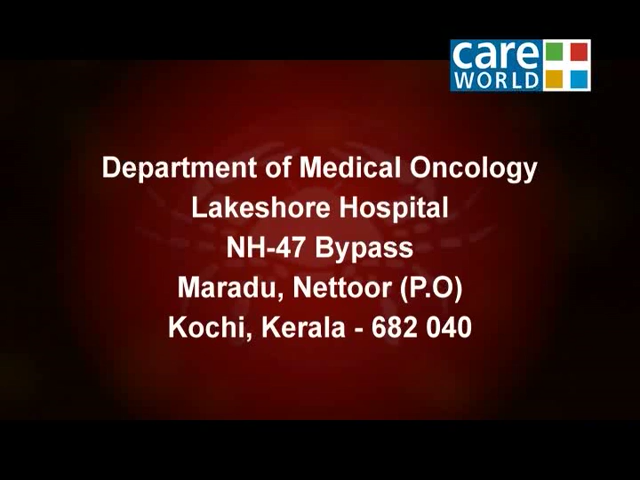 care
WORLD
Department of Medical Oncology
Lakeshore Hospital
NH-47 Bypass
Maradu, Nettoor (P.O)
Kochi, Kerala - 682 040